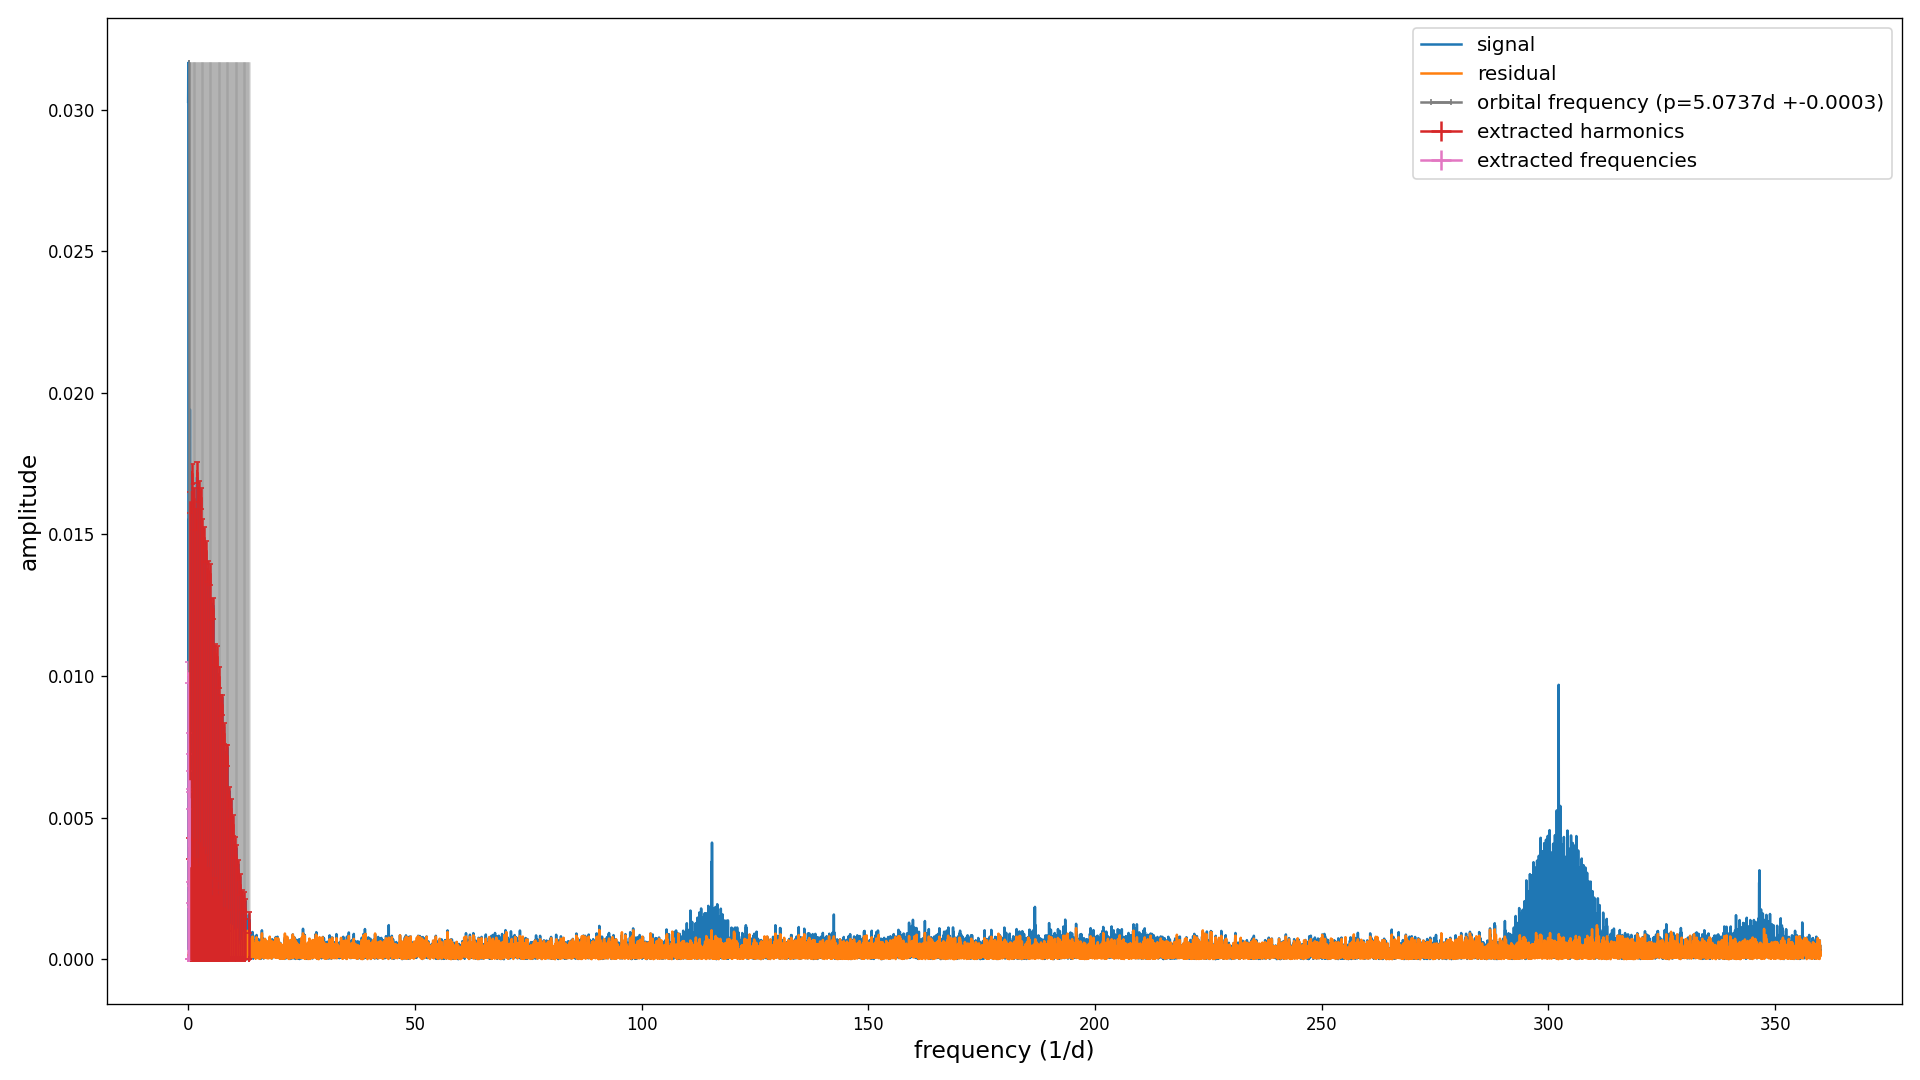 signal
residual
orbital frequency (p=5.0737d +-0.0003)
extracted harmonics
extracted frequencies
0.030
0.025
0.020
0.015
0.010
0.005
0.000
amplitude
0 50 100 150 200 250 300 350
frequency (1/d)